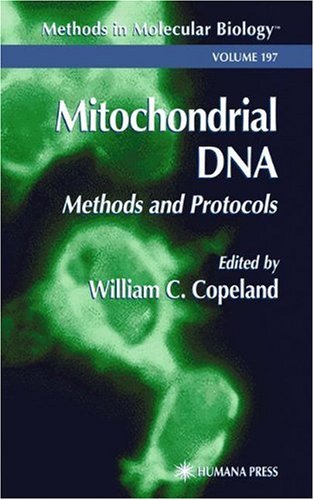 Methods in Molecular Biology™
VOLUME 197
Mitochondrial
DNA
Methods and Protocols
Edited by
William C. Copeland
HUMANA PRESS